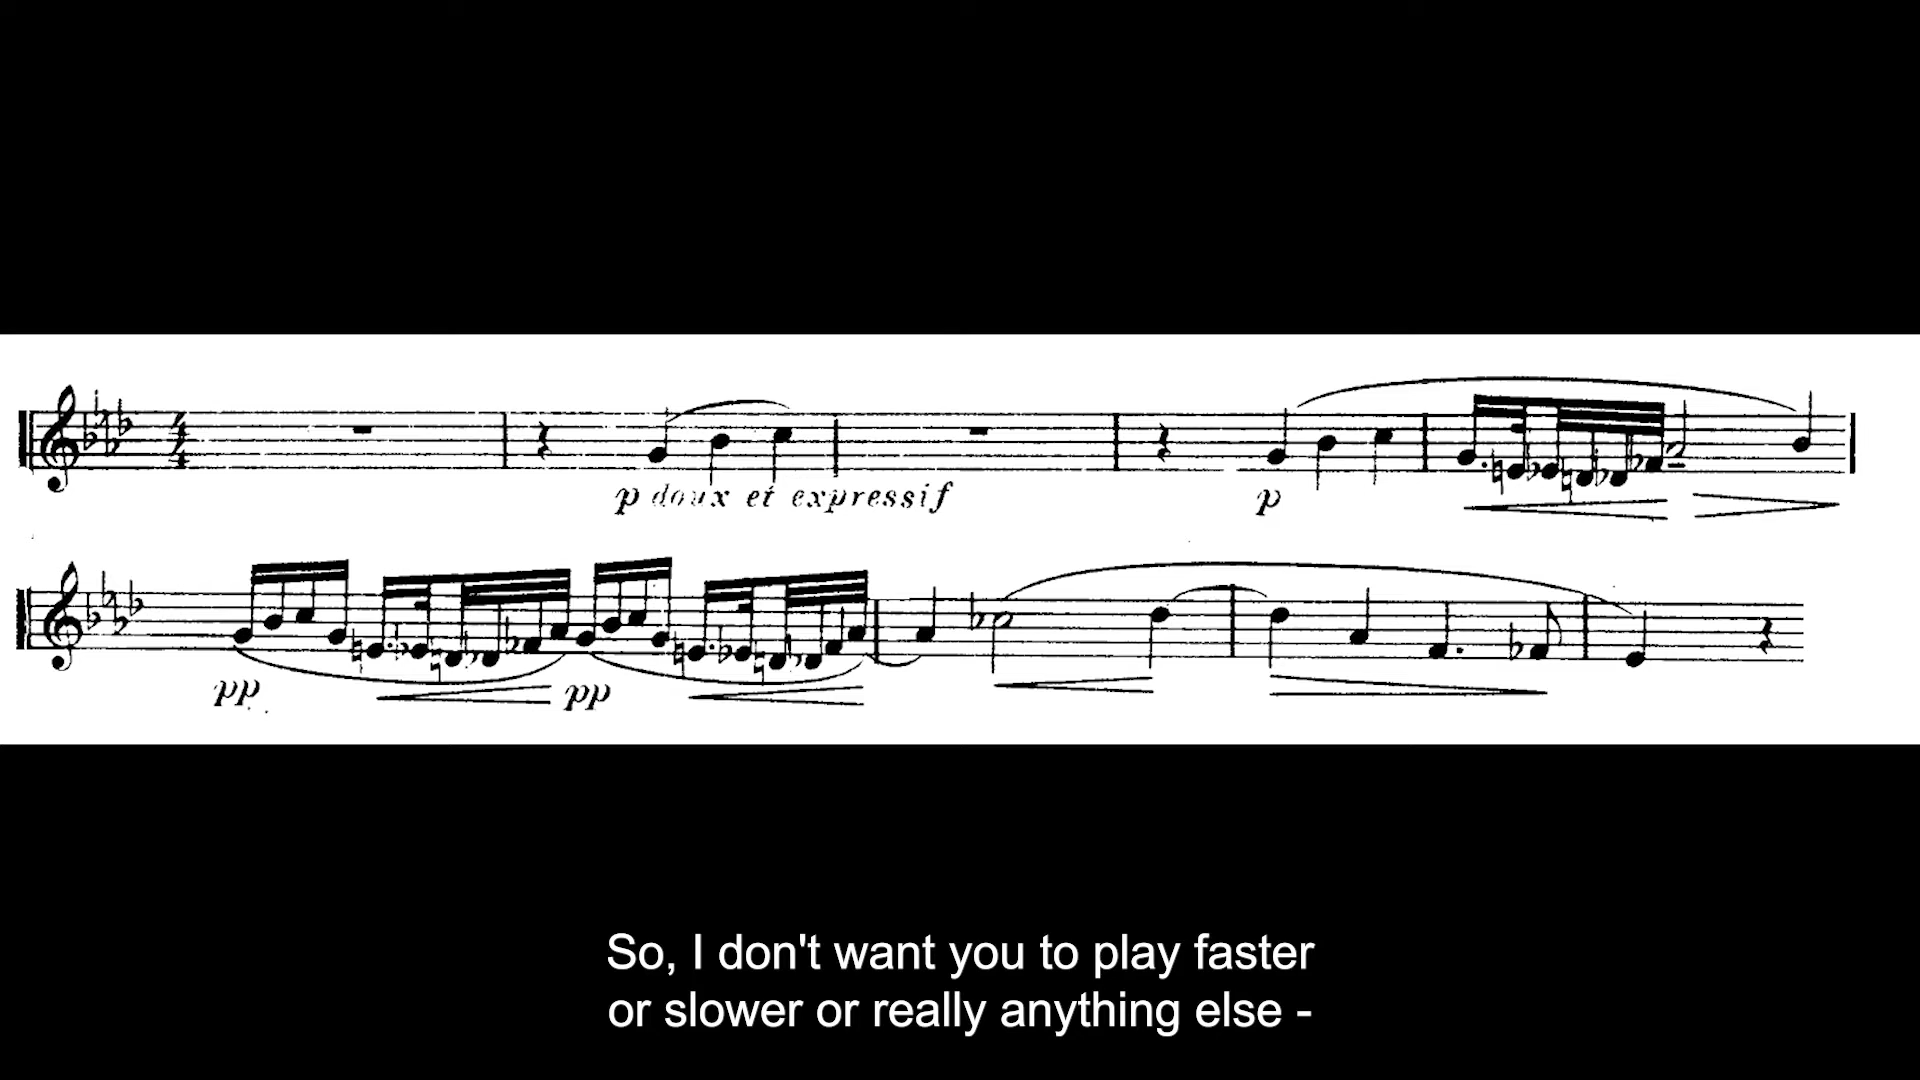 p doux et expressif
p
pp
pp
So, I don't want you to play faster
or slower or really anything else -